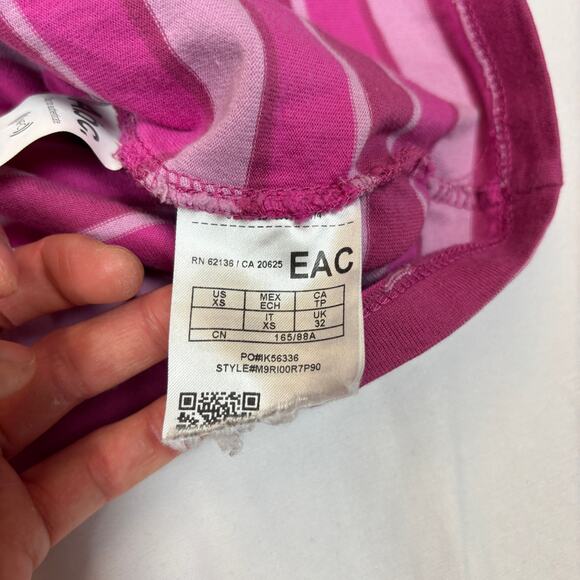 RN 62136 / CA 20625 EAC
US XS MEX ECH CA TP
IT XS UK 32
CN 165/88A
PO#IK56336
STYLE#M9RI00R7P90